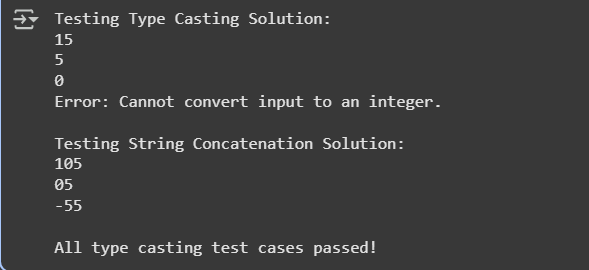 Testing Type Casting Solution:
15
5
0
Error: Cannot convert input to an integer.
Testing String Concatenation Solution:
105
05
-55
All type casting test cases passed!